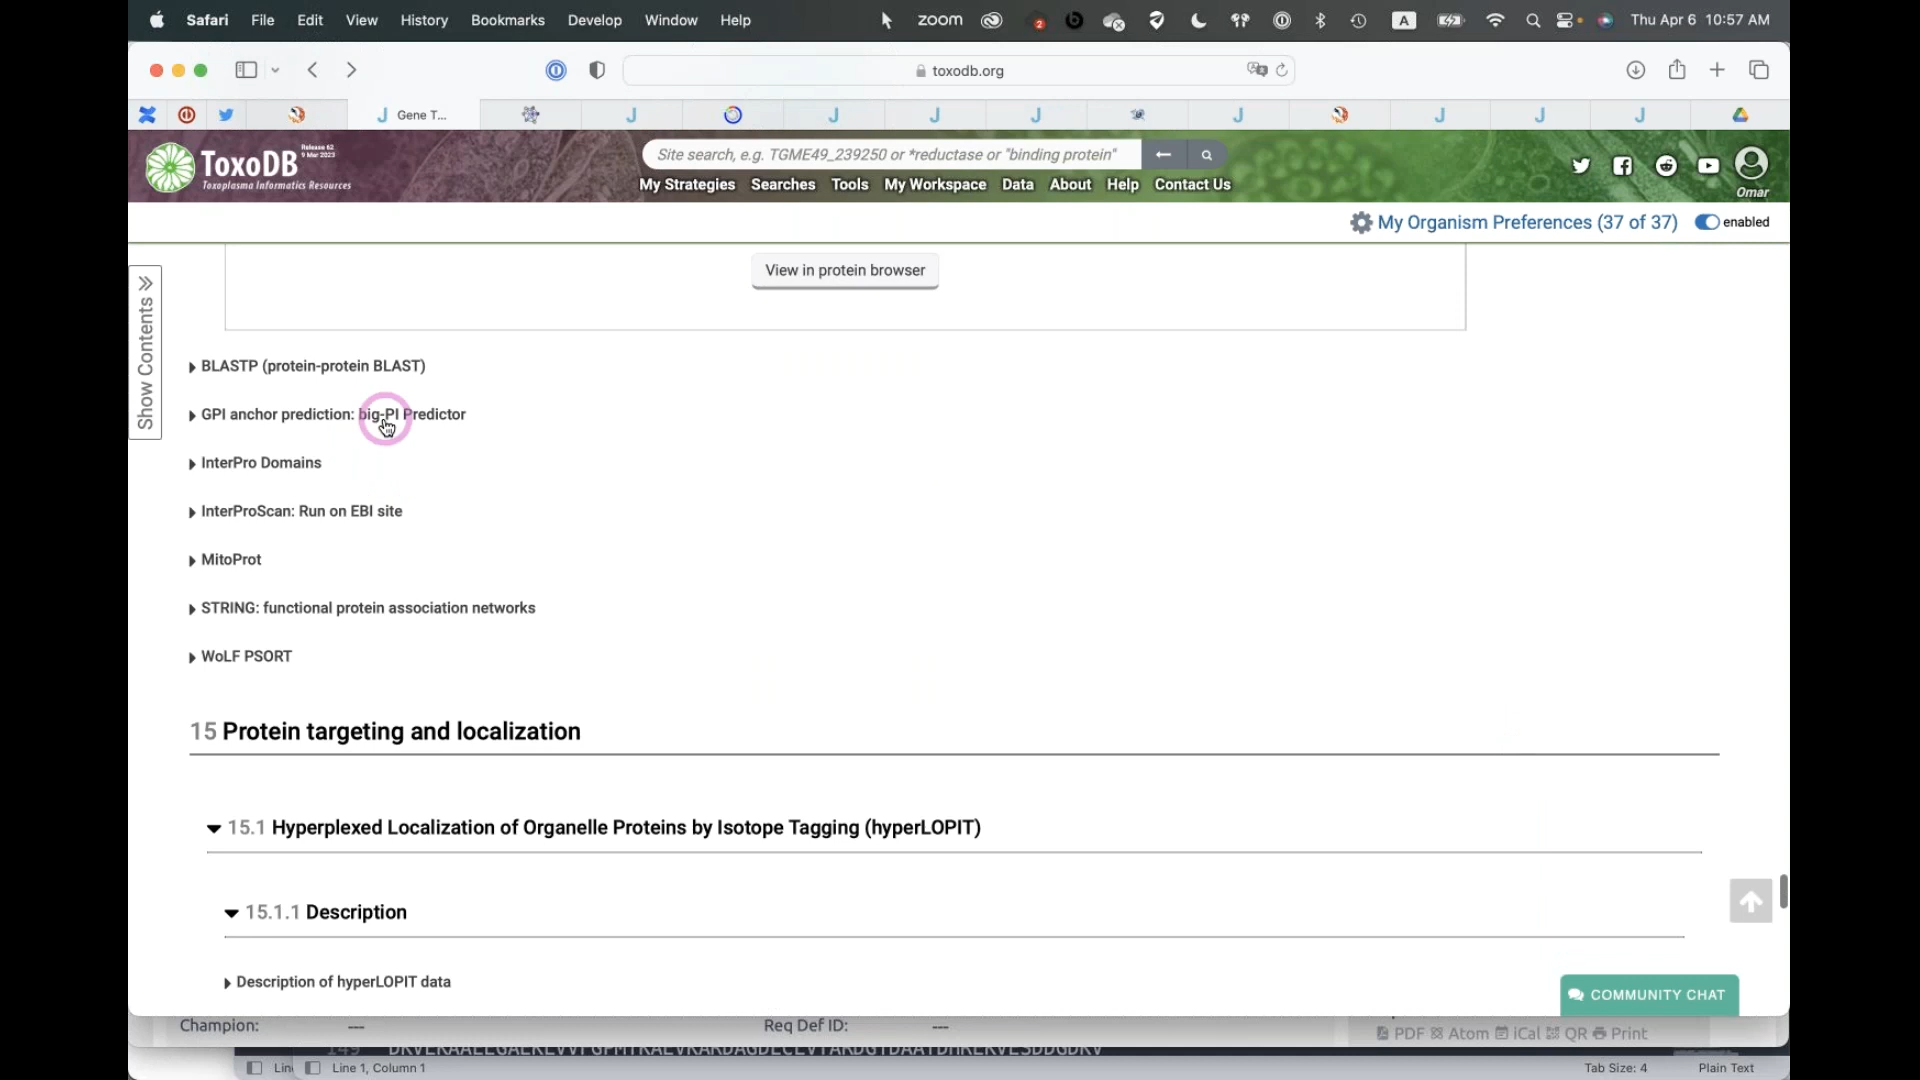 Safari File Edit View History Bookmarks Develop Window Help zoom 2 A Thu Apr 6 10:57 AM
toxodb.org
J Gene T... J J J J J J J J
ToxoDB Release 62 9 Mar 2023
Toxoplasma Informatics Resources
Site search, e.g. TGME49_239250 or *reductase or "binding protein"
My Strategies Searches Tools My Workspace Data About Help Contact Us
Omar
My Organism Preferences (37 of 37) enabled
Show Contents
View in protein browser
BLASTP (protein-protein BLAST)
GPI anchor prediction: big-PI Predictor
InterPro Domains
InterProScan: Run on EBI site
MitoProt
STRING: functional protein association networks
WoLF PSORT
15 Protein targeting and localization
15.1 Hyperplexed Localization of Organelle Proteins by Isotope Tagging (hyperLOPIT)
15.1.1 Description
Description of hyperLOPIT data
COMMUNITY CHAT
Champion: --- Req Def ID: ---
PDF Atom iCal QR Print
Line 1, Column 1 Tab Size: 4 Plain Text